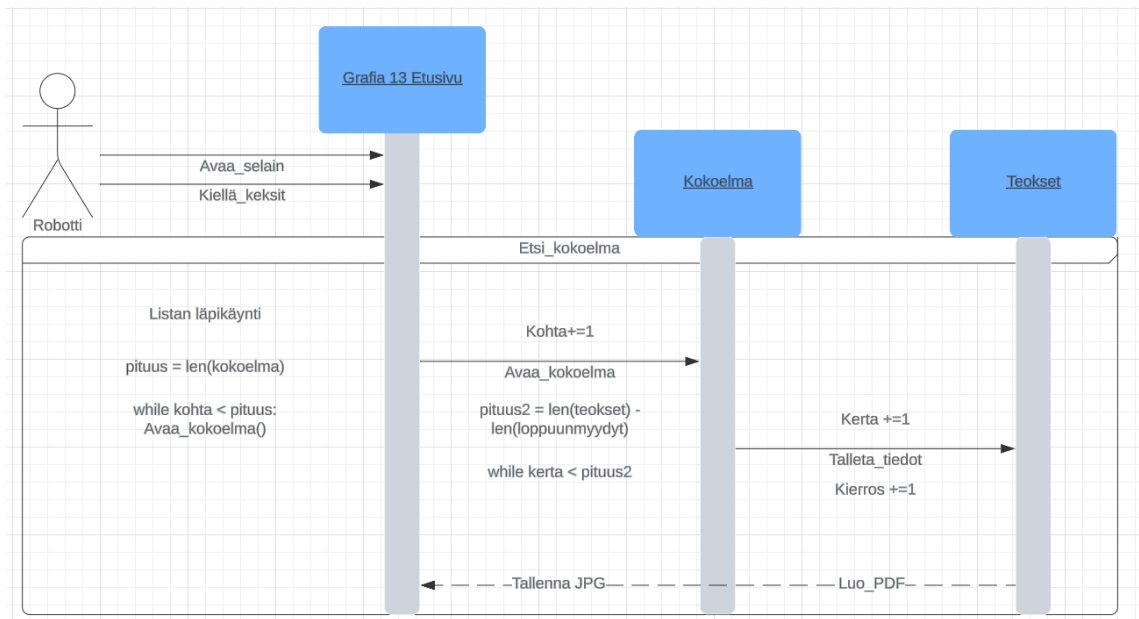 Grafia 13 Etusivu
Avaa_selain
Kiellä_keksit
Robotti
Kokoelma
Teokset
Etsi_kokoelma
Listan läpikäynti
pituus = len(kokoelma)
while kohta < pituus:
Avaa_kokoelma()
Kohta+=1
Avaa_kokoelma
pituus2 = len(teokset) -
len(loppuunmyydyt)
while kerta < pituus2
Kerta +=1
Talleta_tiedot
Kierros +=1
Tallenna JPG
Luo_PDF